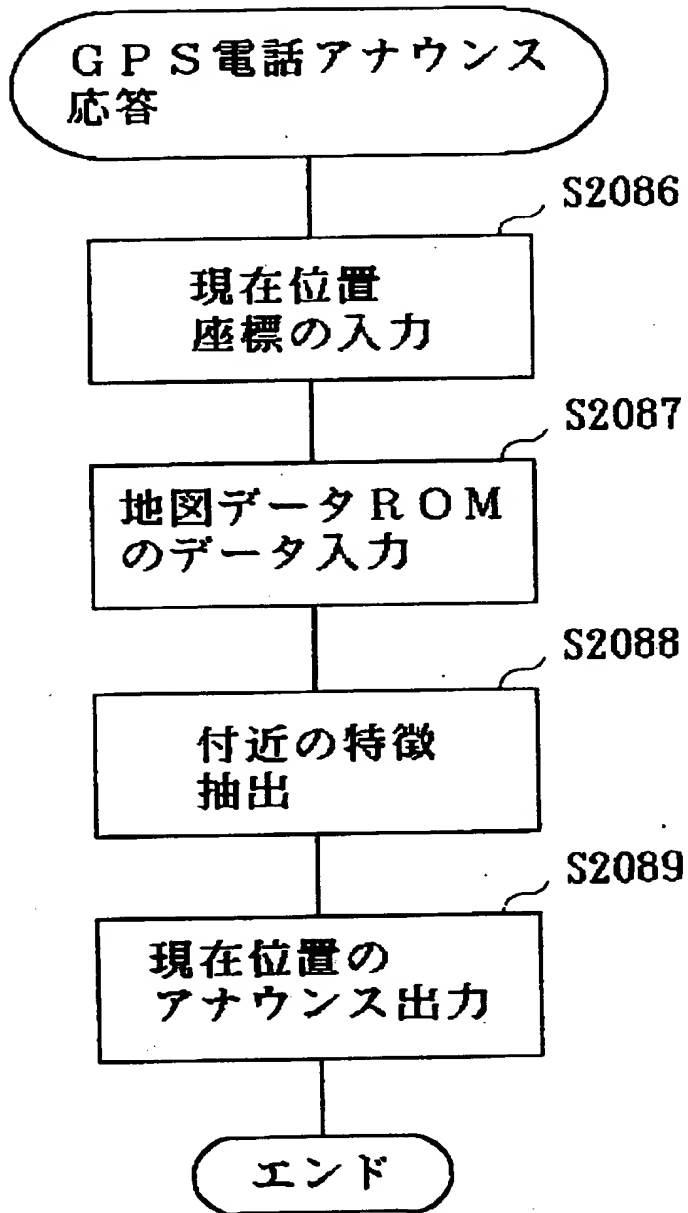 ＧＰＳ電話アナウンス
応答
S2086
現在位置
座標の入力
S2087
地図データＲＯＭ
のデータ入力
S2088
付近の特徴
抽出
S2089
現在位置の
アナウンス出力
エンド